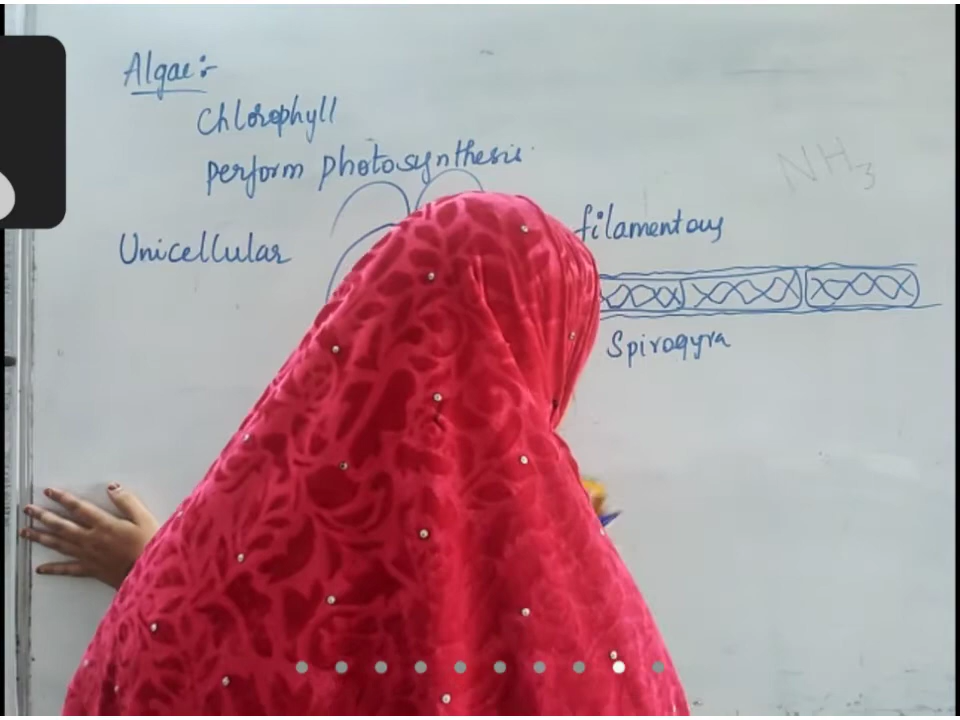 Algae:-
Chlorophyll
perform photosynthesis.
NH3
Unicellular
filamentous
Spirogyra